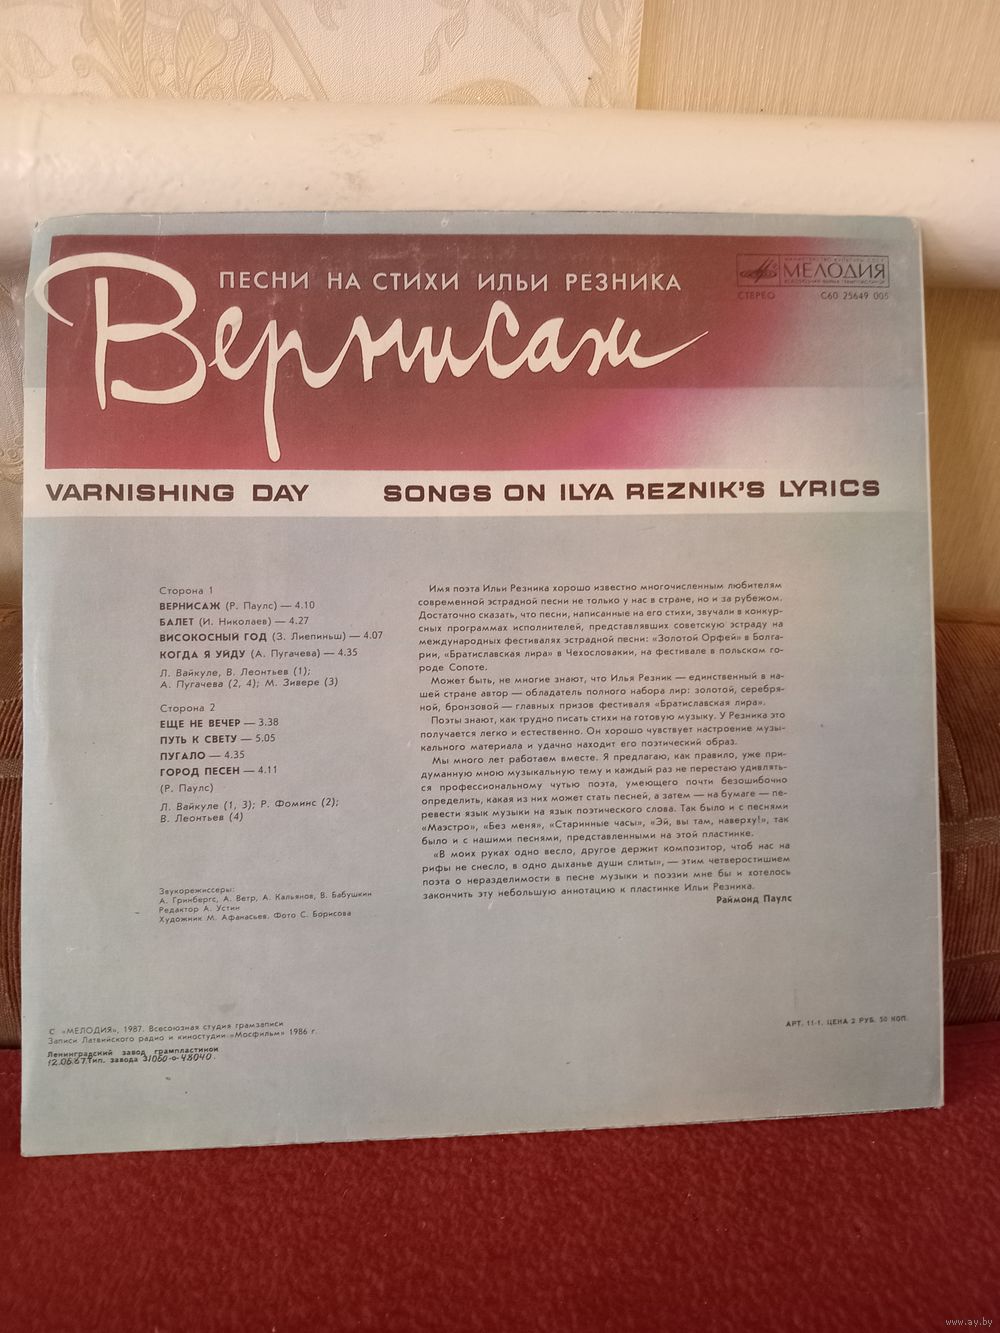 ПЕСНИ НА СТИХИ ИЛЬИ РЕЗНИКА
Вернисаж
МЕЛОДИЯ
СТЕРЕО С60 25649 005
VARNISHING DAY SONGS ON ILYA REZNIK'S LYRICS
Сторона 1
ВЕРНИСАЖ (Р. Паулс) — 4.10
БАЛЕТ (И. Николаев) — 4.27
ВИСОКОСНЫЙ ГОД (З. Лиепиньш) — 4.07
КОГДА Я УЙДУ (А. Пугачева) — 4.35
Л. Вайкуле, В. Леонтьев (1);
А. Пугачева (2, 4); М. Зивере (3)
Сторона 2
ЕЩЕ НЕ ВЕЧЕР — 3.38
ПУТЬ К СВЕТУ — 5.05
ПУГАЛО — 4.35
ГОРОД ПЕСЕН — 4.11
(Р. Паулс)
Л. Вайкуле (1, 3); Р. Фоминс (2);
В. Леонтьев (4)
Звукорежиссеры:
А. Гринбергс, А. Ветр, А. Кальянов, В. Бабушкин
Редактор А. Устин
Художник М. Афанасьев. Фото С. Борисова
Имя поэта Ильи Резника хорошо известно многочисленным любителям
современной эстрадной песни не только у нас в стране, но и за рубежом.
Достаточно сказать, что песни, написанные на его стихи, звучали в конкур-
сных программах исполнителей, представлявших советскую эстраду на
международных фестивалях эстрадной песни: «Золотой Орфей» в Болга-
рии, «Братиславская лира» в Чехословакии, на фестивале в польском го-
роде Сопоте.
Может быть, не многие знают, что Илья Резник — единственный в на-
шей стране автор — обладатель полного набора лир: золотой, серебря-
ной, бронзовой — главных призов фестиваля «Братиславская лира».
Поэты знают, как трудно писать стихи на готовую музыку. У Резника это
получается легко и естественно. Он хорошо чувствует настроение музы-
кального материала и удачно находит его поэтический образ.
Мы много лет работаем вместе. Я предлагаю, как правило, уже при-
думанную мною музыкальную тему и каждый раз не перестаю удивлять-
ся профессиональному чутью поэта, умеющего почти безошибочно
определить, какая из них может стать песней, а затем — на бумаге — пе-
ревести язык музыки на язык поэтического слова. Так было и с песнями
«Маэстро», «Без меня», «Старинные часы», «Эй, вы там, наверху!», так
было и с нашими песнями, представленными на этой пластинке.
«В моих руках одно весло, другое держит композитор, чтоб нас на
рифы не снесло, в одно дыханье души слиты», — этим четверостишием
поэта о неразделимости в песне музыки и поэзии мне бы и хотелось
закончить эту небольшую аннотацию к пластинке Ильи Резника.
Раймонд Паулс
С «МЕЛОДИЯ», 1987. Всесоюзная студия грамзаписи
Записи Латвийского радио и киностудии «Мосфильм» 1986 г.
Ленинградский завод грампластинок
12.06.87. Тип. завода 31060-о-48040.
АРТ. 11-1. ЦЕНА 2 РУБ. 50 КОП.
www.ay.by